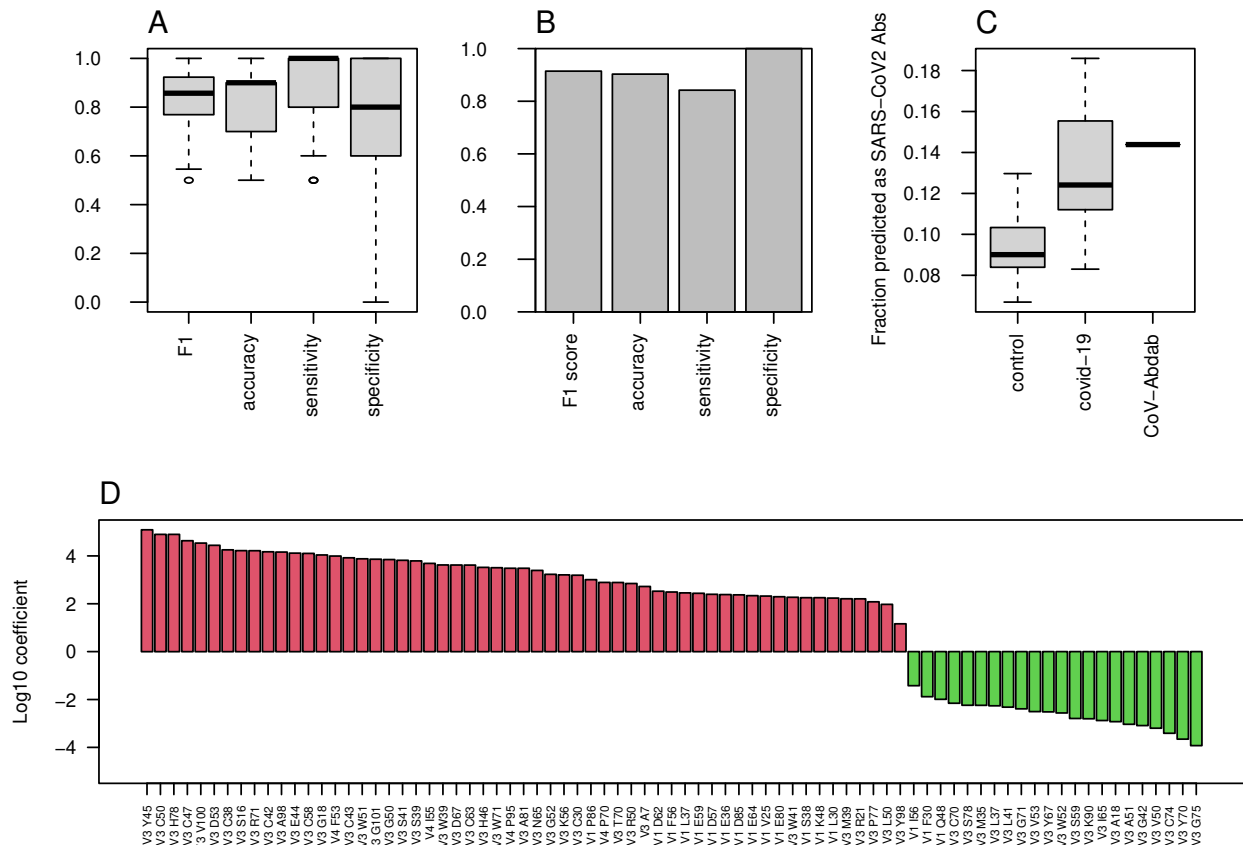 A
1.0
0.8
0.6
0.4
0.2
0.0
F1
accuracy
sensitivity
specificity
B
1.0
0.8
0.6
0.4
0.2
0.0
F1 score
accuracy
sensitivity
specificity
C
Fraction predicted as SARS−CoV2 Abs
0.18
0.16
0.14
0.12
0.10
0.08
control
covid−19
CoV−Abdab
D
Log10 coefficient
4
2
0
−2
−4
V3 Y45
V3 C50
V3 H78
V3 C47
3 V100
V3 D53
V3 C38
V3 S16
V3 R71
V3 C42
V3 A98
V3 E44
V3 C58
V3 G18
V4 F53
V3 C43
V3 W51
3 G101
V3 G50
V3 S41
V3 S39
V4 I55
V3 W39
V3 D67
V3 C63
V3 H46
V3 W71
V4 P95
V3 A81
V3 N65
V3 G52
V3 K56
V3 C30
V1 P86
V4 P70
V3 T70
V3 R50
V3 A7
V1 D62
V1 F56
V1 L37
V1 E59
V1 D57
V1 E36
V1 D85
V1 E64
V1 V25
V1 E80
V3 W41
V1 S38
V1 K48
V1 L30
V3 M39
V3 R21
V3 P77
V3 L50
V3 Y98
V1 I56
V1 F30
V1 Q48
V3 C70
V3 S78
V3 M35
V3 L37
V3 L41
V3 G71
V3 V53
V3 Y67
V3 W52
V3 S59
V3 K90
V3 I65
V3 A18
V3 A51
V3 G42
V3 V50
V3 C74
V3 Y70
V3 G75